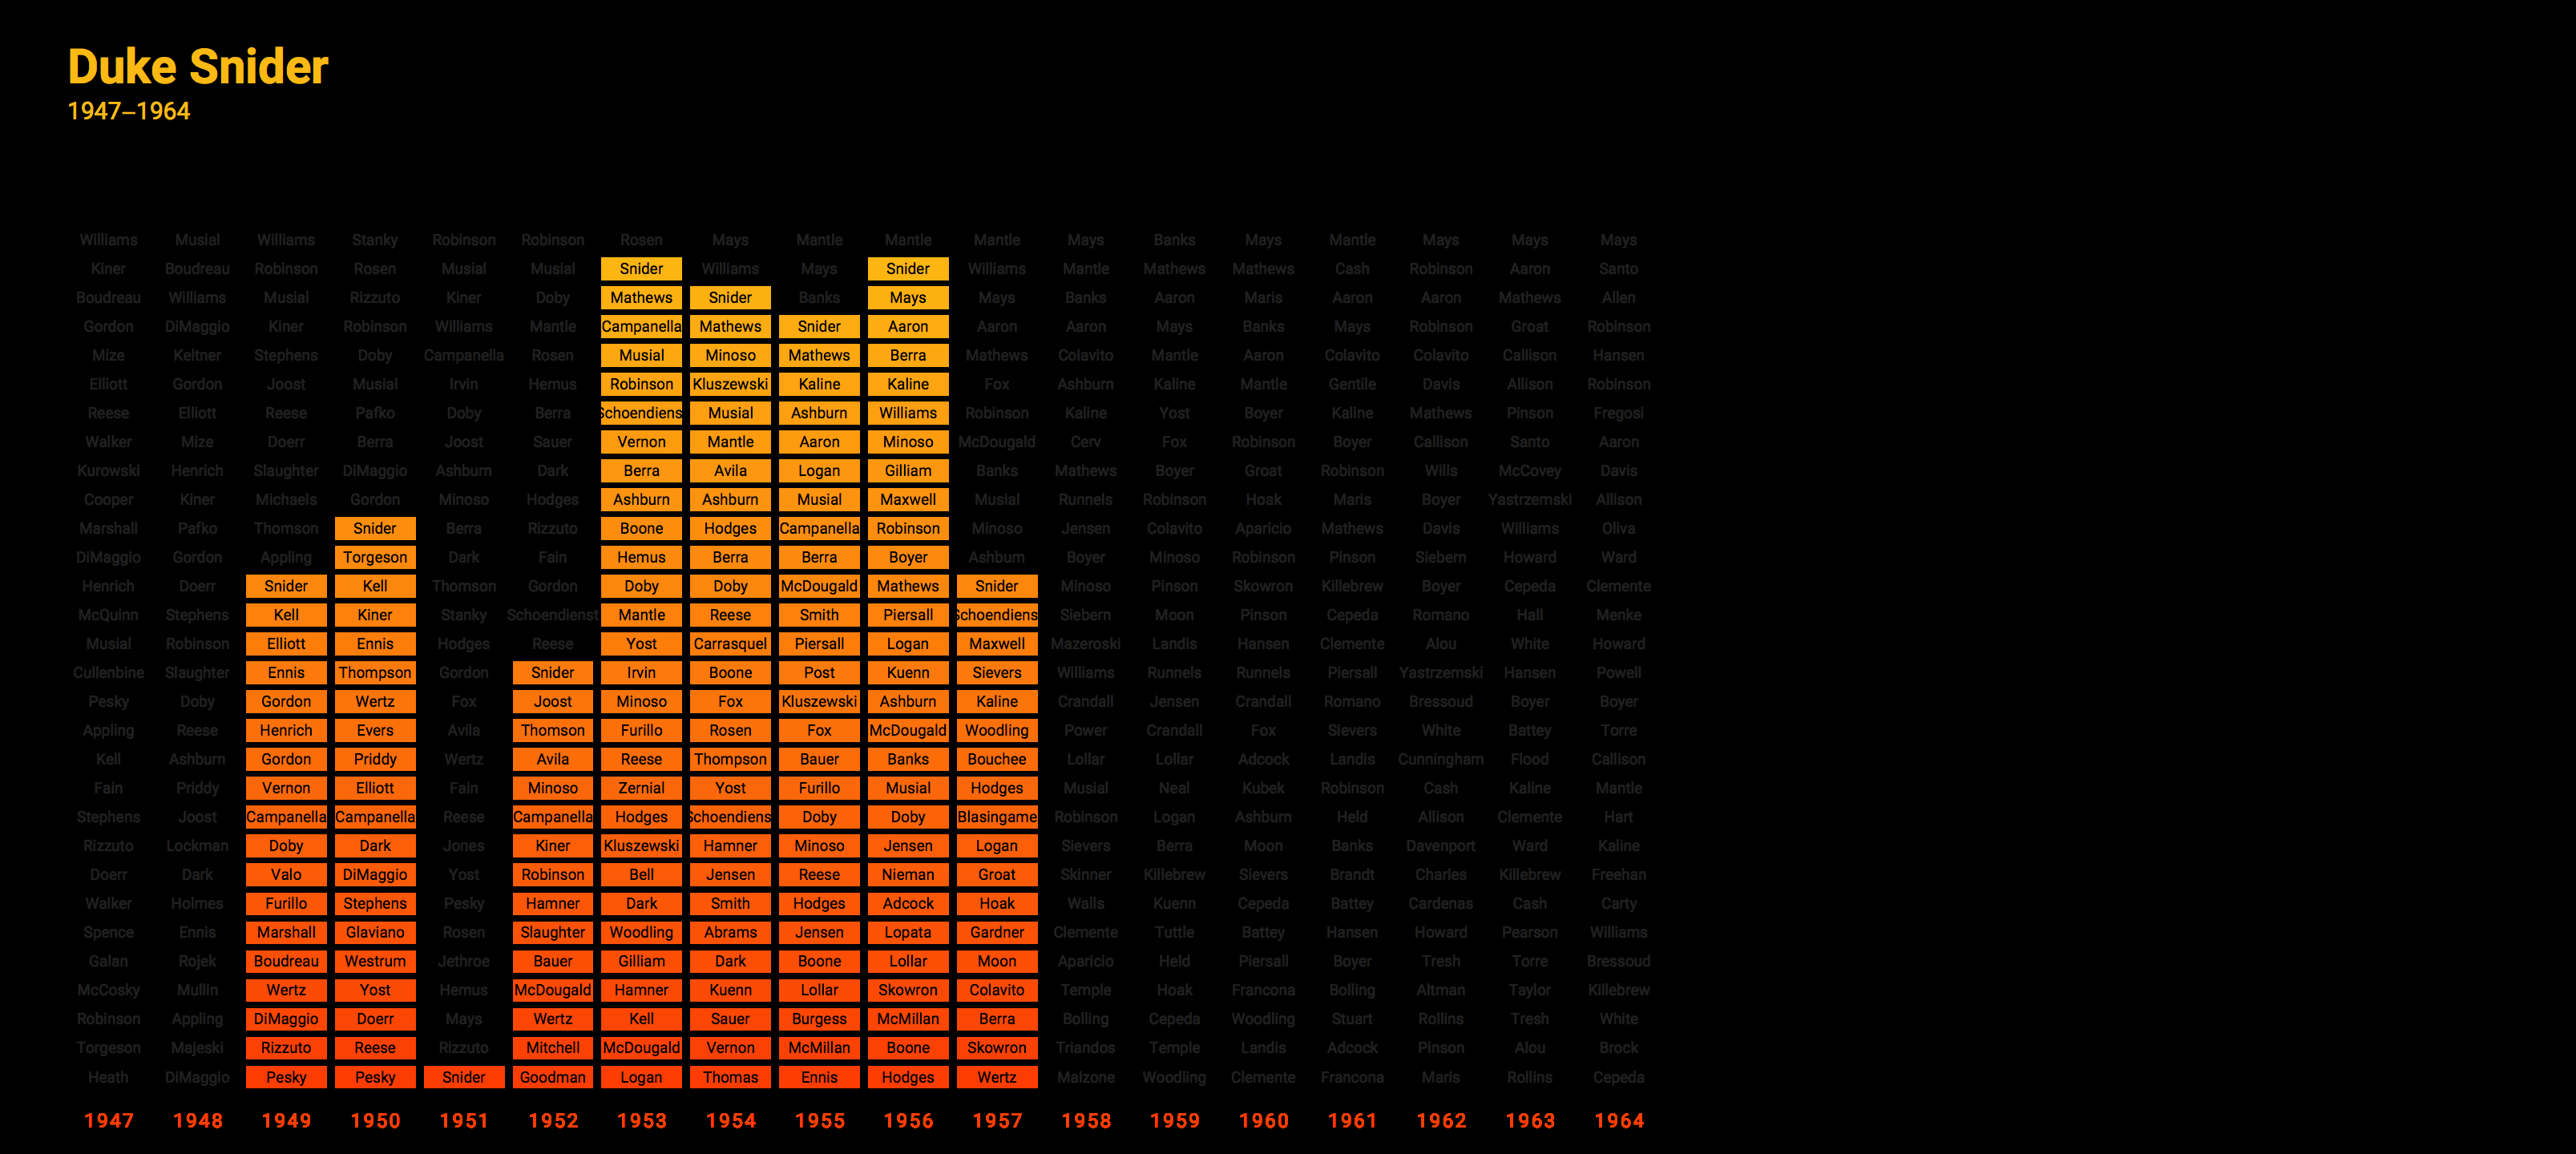 Duke Snider
1947–1964
Williams Musial Williams Stanky Robinson Robinson Rosen Mays Mantle Mantle Mantle Mays Banks Mays Mantle Mays Mays Mays
Kiner Boudreau Robinson Rosen Musial Musial Snider Williams Mays Snider Williams Mantle Mathews Mathews Cash Robinson Aaron Santo
Boudreau Williams Musial Rizzuto Kiner Doby Mathews Snider Banks Mays Mays Banks Aaron Maris Aaron Aaron Mathews Allen
Gordon DiMaggio Kiner Robinson Williams Mantle Campanella Mathews Snider Aaron Aaron Aaron Mays Banks Mays Robinson Groat Robinson
Mize Keltner Stephens Doby Campanella Rosen Musial Minoso Mathews Berra Mathews Colavito Mantle Aaron Colavito Colavito Callison Hansen
Elliott Gordon Joost Musial Irvin Hemus Robinson Kluszewski Kaline Kaline Fox Ashburn Kaline Mantle Gentile Davis Allison Robinson
Reese Elliott Reese Pafko Doby Berra Schoendiens Musial Ashburn Williams Robinson Kaline Yost Boyer Kaline Mathews Pinson Fregosi
Walker Mize Doerr Berra Joost Sauer Vernon Mantle Aaron Minoso McDougald Cerv Fox Robinson Boyer Callison Santo Aaron
Kurowski Henrich Slaughter DiMaggio Ashburn Dark Berra Avila Logan Gilliam Banks Mathews Boyer Groat Robinson Wills McCovey Davis
Cooper Kiner Michaels Gordon Minoso Hodges Ashburn Ashburn Musial Maxwell Musial Runnels Robinson Hoak Maris Boyer Yastrzemski Allison
Marshall Pafko Thomson Snider Berra Rizzuto Boone Hodges Campanella Robinson Minoso Jensen Colavito Aparicio Mathews Davis Williams Oliva
DiMaggio Gordon Appling Torgeson Dark Fain Hemus Berra Berra Boyer Ashburn Boyer Minoso Robinson Pinson Siebern Howard Ward
Henrich Doerr Snider Kell Thomson Gordon Doby Doby McDougald Mathews Snider Minoso Pinson Skowron Killebrew Boyer Cepeda Clemente
McQuinn Stephens Kell Kiner Stanky Schoendienst Mantle Reese Smith Piersall Schoendiens Siebern Moon Pinson Cepeda Romano Hall Menke
Musial Robinson Elliott Ennis Hodges Reese Yost Carrasquel Piersall Logan Maxwell Mazeroski Landis Hansen Clemente Alou White Howard
Cullenbine Slaughter Ennis Thompson Gordon Snider Irvin Boone Post Kuenn Sievers Williams Runnels Runnels Piersall Yastrzemski Hansen Powell
Pesky Doby Gordon Wertz Fox Joost Minoso Fox Kluszewski Ashburn Kaline Crandall Jensen Crandall Romano Bressoud Boyer Boyer
Appling Reese Henrich Evers Avila Thomson Furillo Rosen Fox McDougald Woodling Power Crandall Fox Sievers White Battey Torre
Kell Ashburn Gordon Priddy Wertz Avila Reese Thompson Bauer Banks Bouchee Lollar Lollar Adcock Landis Cunningham Flood Callison
Fain Priddy Vernon Elliott Fain Minoso Zernial Yost Furillo Musial Hodges Musial Neal Kubek Robinson Cash Kaline Mantle
Stephens Joost Campanella Campanella Reese Campanella Hodges Schoendiens Doby Doby Blasingame Robinson Logan Ashburn Held Allison Clemente Hart
Rizzuto Lockman Doby Dark Jones Kiner Kluszewski Hamner Minoso Jensen Logan Sievers Berra Moon Banks Davenport Ward Kaline
Doerr Dark Valo DiMaggio Yost Robinson Bell Jensen Reese Nieman Groat Skinner Killebrew Sievers Brandt Charles Killebrew Freehan
Walker Holmes Furillo Stephens Pesky Hamner Dark Smith Hodges Adcock Hoak Walls Kuenn Cepeda Battey Cardenas Cash Carty
Spence Ennis Marshall Glaviano Rosen Slaughter Woodling Abrams Jensen Lopata Gardner Clemente Tuttle Battey Hansen Howard Pearson Williams
Galan Rojek Boudreau Westrum Jethroe Bauer Gilliam Dark Boone Lollar Moon Aparicio Held Piersall Boyer Tresh Torre Bressoud
McCosky Mullin Wertz Yost Hemus McDougald Hamner Kuenn Lollar Skowron Colavito Temple Hoak Francona Bolling Altman Taylor Killebrew
Robinson Appling DiMaggio Doerr Mays Wertz Kell Sauer Burgess McMillan Berra Bolling Cepeda Woodling Stuart Rollins Tresh White
Torgeson Majeski Rizzuto Reese Rizzuto Mitchell McDougald Vernon McMillan Boone Skowron Triandos Temple Landis Adcock Pinson Alou Brock
Heath DiMaggio Pesky Pesky Snider Goodman Logan Thomas Ennis Hodges Wertz Malzone Woodling Clemente Francona Maris Rollins Cepeda
1947 1948 1949 1950 1951 1952 1953 1954 1955 1956 1957 1958 1959 1960 1961 1962 1963 1964